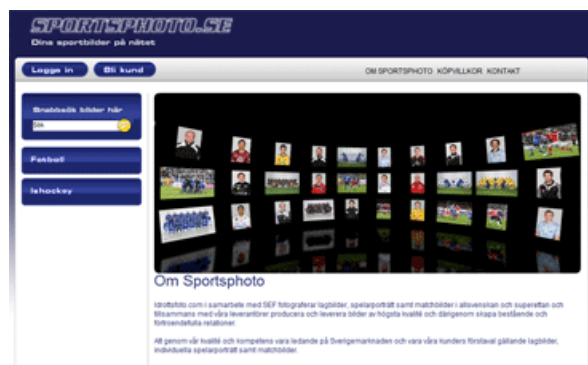 SPORTSPHOTO.SE
Dina sportbilder på nätet
Logga in Bli kund
OM SPORTSPHOTO KÖPVILLKOR KONTAKT
Snabbsök bilder här
Sök
Fotboll
Ishockey
Om Sportsphoto
Idrottsfoto.com i samarbete med SEF fotograferar lagbilder, spelarporträtt samt matchbilder i allsvenskan och superettan och
tillsammans med våra leverantörer producera och leverera bilder av högsta kvalité och därigenom skapa bestående och
förtroendefulla relationer.
Att genom vår kvalité och kompetens vara ledande på Sverigemarknaden och vara våra kunders förstaval gällande lagbilder,
individuella spelarporträtt samt matchbilder.